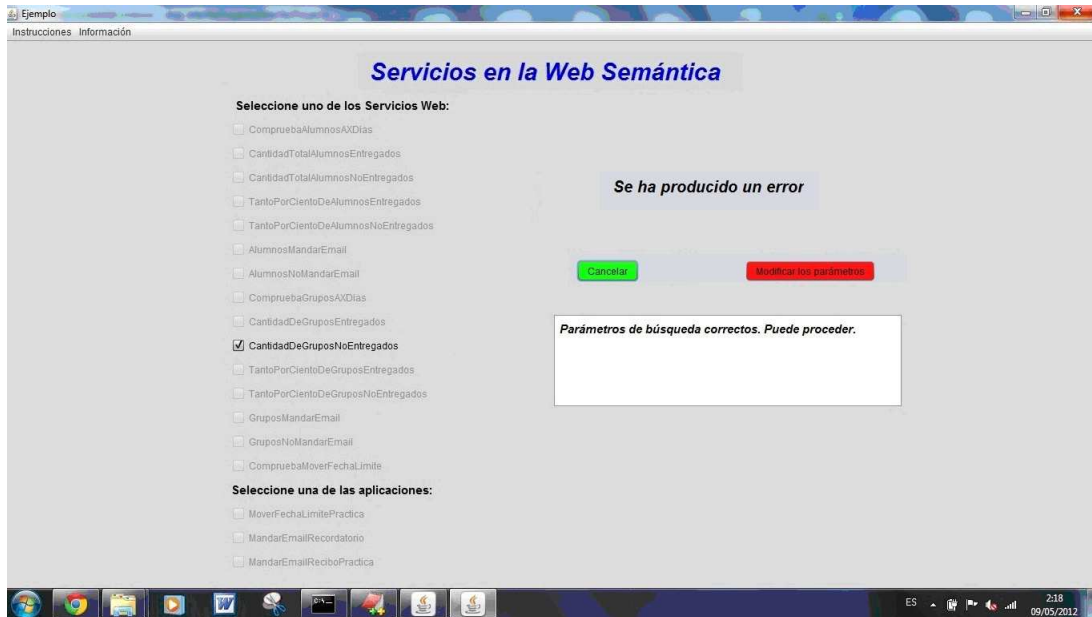 Ejemplo
Instrucciones Información
Servicios en la Web Semántica
Seleccione uno de los Servicios Web:
CompruebaAlumnosAXDias
CantidadTotalAlumnosEntregados
CantidadTotalAlumnosNoEntregados
TantoPorCientoDeAlumnosEntregados
TantoPorCientoDeAlumnosNoEntregados
AlumnosMandarEmail
AlumnosNoMandarEmail
CompruebaGruposAXDias
CantidadDeGruposEntregados
CantidadDeGruposNoEntregados
TantoPorCientoDeGruposEntregados
TantoPorCientoDeGruposNoEntregados
GruposMandarEmail
GruposNoMandarEmail
CompruebaMoverFechaLimite
Seleccione una de las aplicaciones:
MoverFechaLimitePractica
MandarEmailRecordatorio
MandarEmailReciboPractica
Se ha producido un error
Cancelar
Modificar los parámetros
Parámetros de búsqueda correctos. Puede proceder.
ES
2:18
09/05/2012